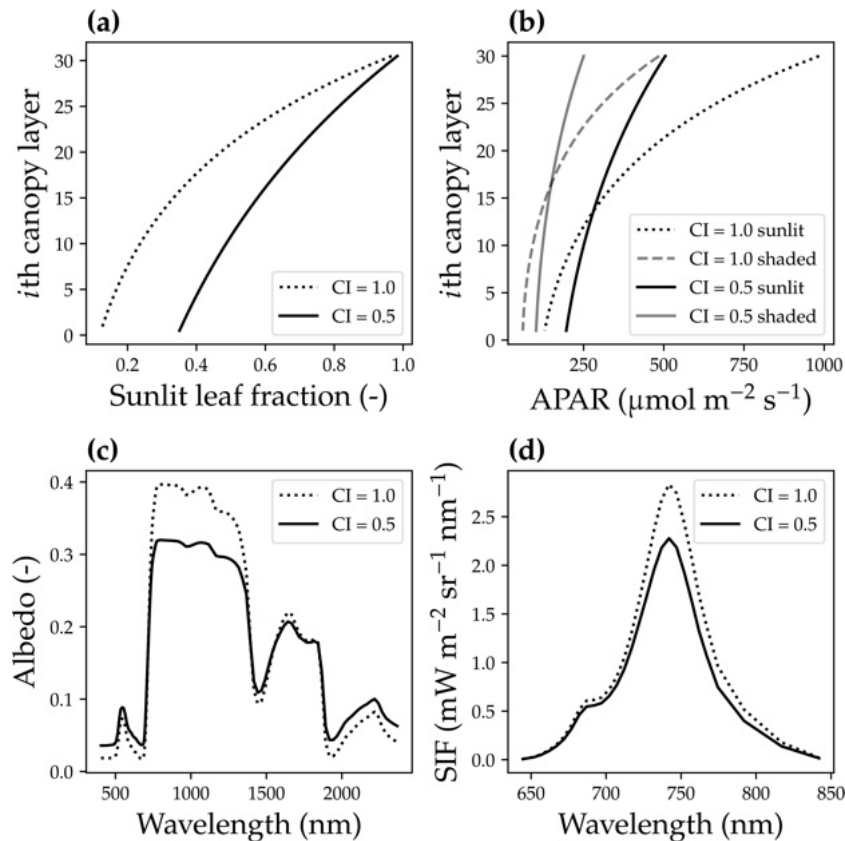 (a)
ith canopy layer
30
25
20
15
10
5
0
0.2 0.4 0.6 0.8 1.0
Sunlit leaf fraction (-)
CI = 1.0
CI = 0.5
(b)
ith canopy layer
30
25
20
15
10
5
0
250 500 750 1000
APAR (μmol m⁻² s⁻¹)
CI = 1.0 sunlit
CI = 1.0 shaded
CI = 0.5 sunlit
CI = 0.5 shaded
(c)
Albedo (-)
0.4
0.3
0.2
0.1
0.0
500 1000 1500 2000
Wavelength (nm)
CI = 1.0
CI = 0.5
(d)
SIF (mW m⁻² sr⁻¹ nm⁻¹)
2.5
2.0
1.5
1.0
0.5
0.0
650 700 750 800 850
Wavelength (nm)
CI = 1.0
CI = 0.5